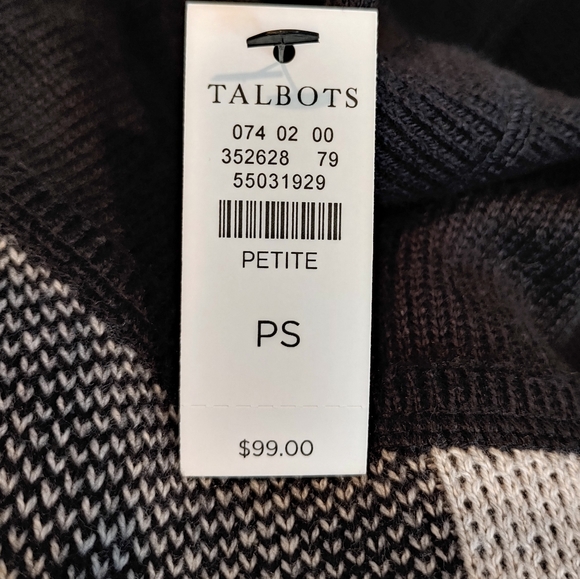 TALBOTS
074 02 00
352628 79
55031929
PETITE
PS
$99.00